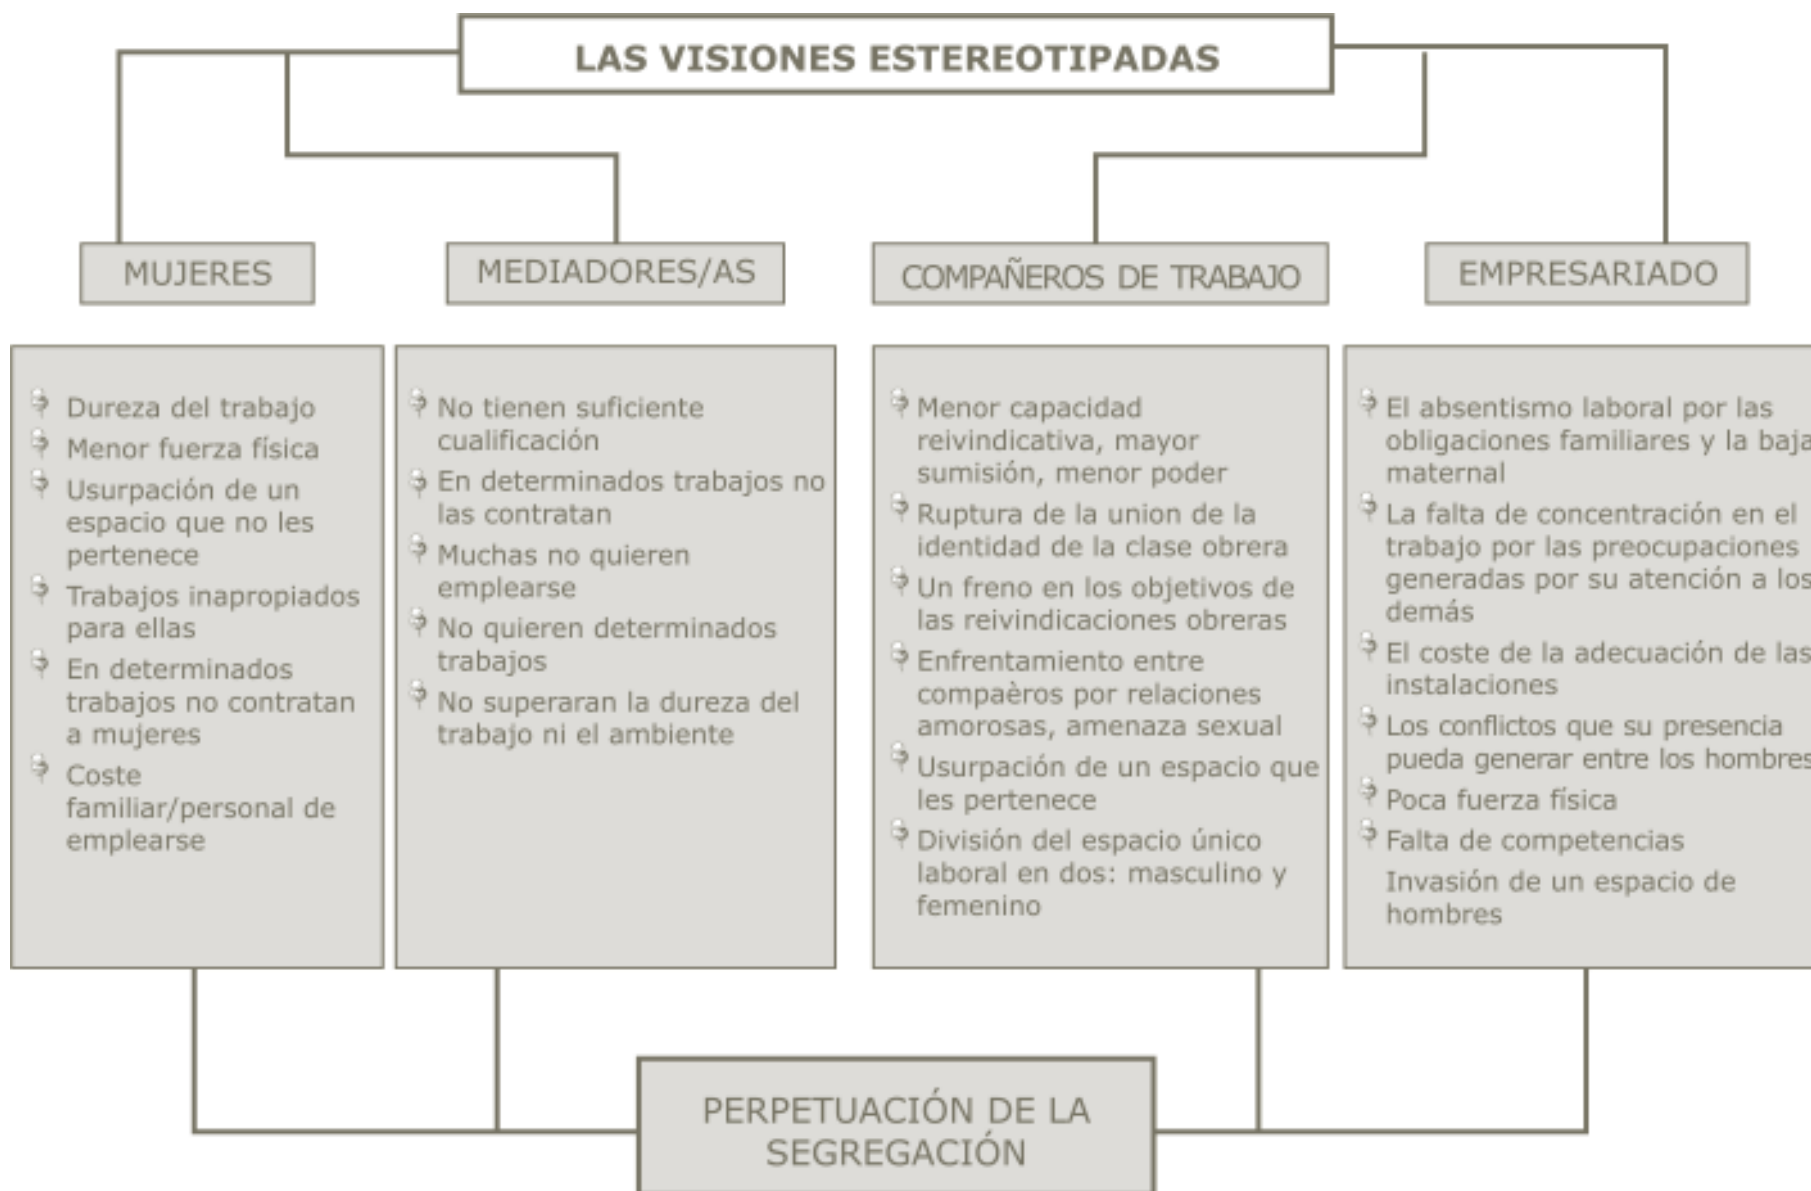 LAS VISIONES ESTEREOTIPADAS
MUJERES
MEDIADORES/AS
COMPAÑEROS DE TRABAJO
EMPRESARIADO
Dureza del trabajo
Menor fuerza física
Usurpación de un
espacio que no les
pertenece
Trabajos inapropiados
para ellas
En determinados
trabajos no contratan
a mujeres
Coste
familiar/personal de
emplearse
No tienen suficiente
cualificación
En determinados trabajos no
las contratan
Muchas no quieren
emplearse
No quieren determinados
trabajos
No superaran la dureza del
trabajo ni el ambiente
Menor capacidad
reivindicativa, mayor
sumisión, menor poder
Ruptura de la union de la
identidad de la clase obrera
Un freno en los objetivos de
las reivindicaciones obreras
Enfrentamiento entre
compaèros por relaciones
amorosas, amenaza sexual
Usurpación de un espacio que
les pertenece
División del espacio único
laboral en dos: masculino y
femenino
El absentismo laboral por las
obligaciones familiares y la baja
maternal
La falta de concentración en el
trabajo por las preocupaciones
generadas por su atención a los
demás
El coste de la adecuación de las
instalaciones
Los conflictos que su presencia
pueda generar entre los hombres
Poca fuerza física
Falta de competencias
Invasión de un espacio de
hombres
PERPETUACIÓN DE LA
SEGREGACIÓN